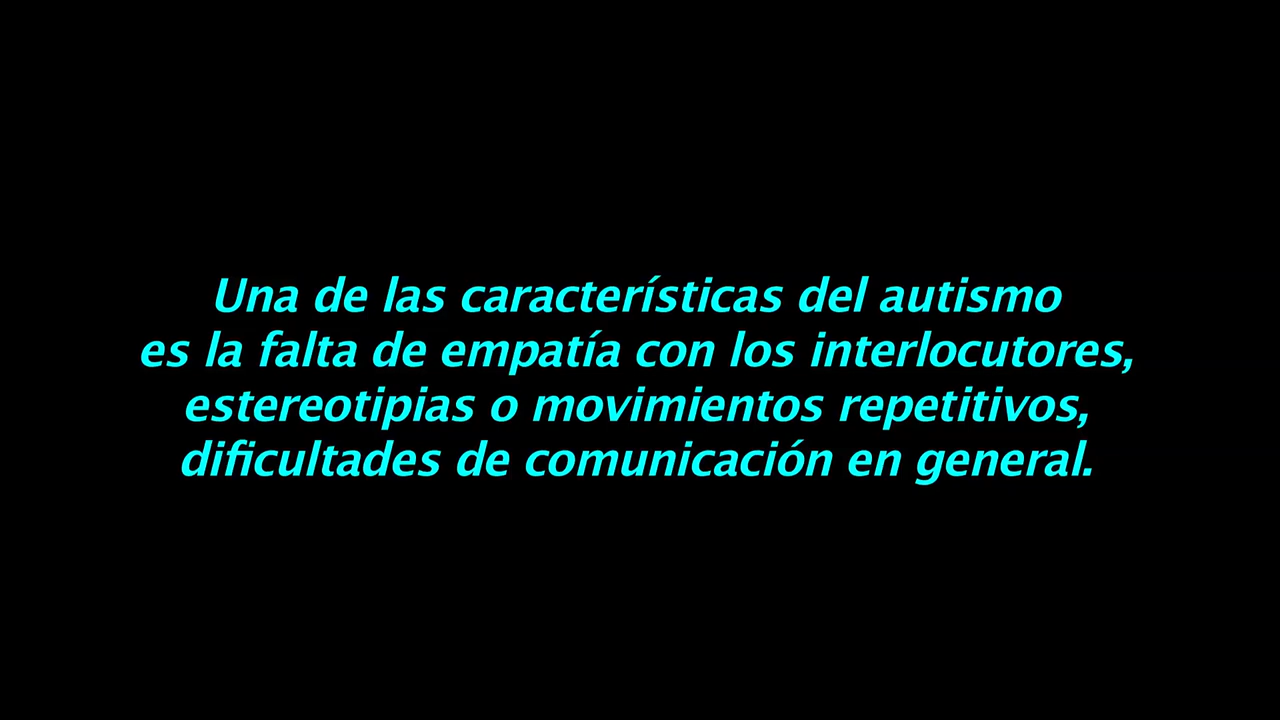 Una de las características del autismo
es la falta de empatía con los interlocutores,
estereotipias o movimientos repetitivos,
dificultades de comunicación en general.